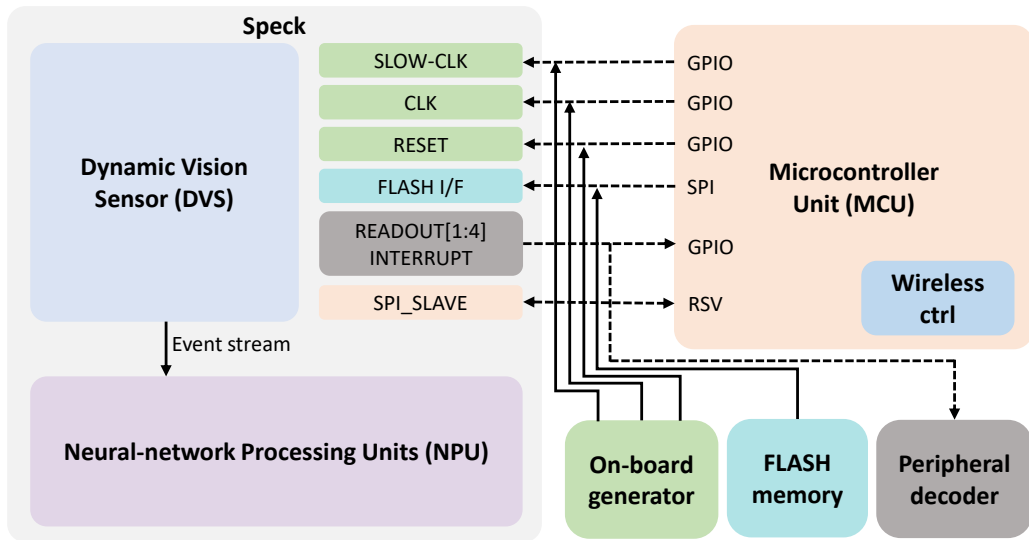 Speck
Dynamic Vision
Sensor (DVS)
SLOW-CLK
CLK
RESET
FLASH I/F
READOUT[1:4]
INTERRUPT
SPI_SLAVE
GPIO
GPIO
GPIO
SPI
GPIO
RSV
Microcontroller
Unit (MCU)
Wireless
ctrl
Event stream
Neural-network Processing Units (NPU)
On-board
generator
FLASH
memory
Peripheral
decoder